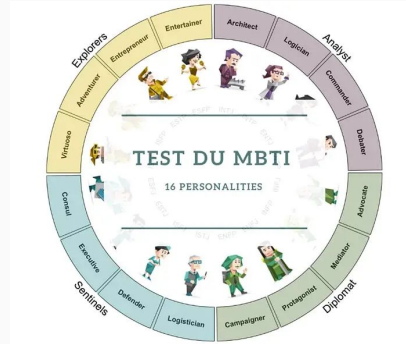 Entertainer
Architect
Entrepreneur
Logician
Explorers
Analyst
Adventurer
Commander
Virtuoso
Debater
TEST DU MBTI
16 PERSONALITIES
Consul
Advocate
Executive
Mediator
Sentinels
Diplomat
Defender
Protagonist
Logistician
Campaigner